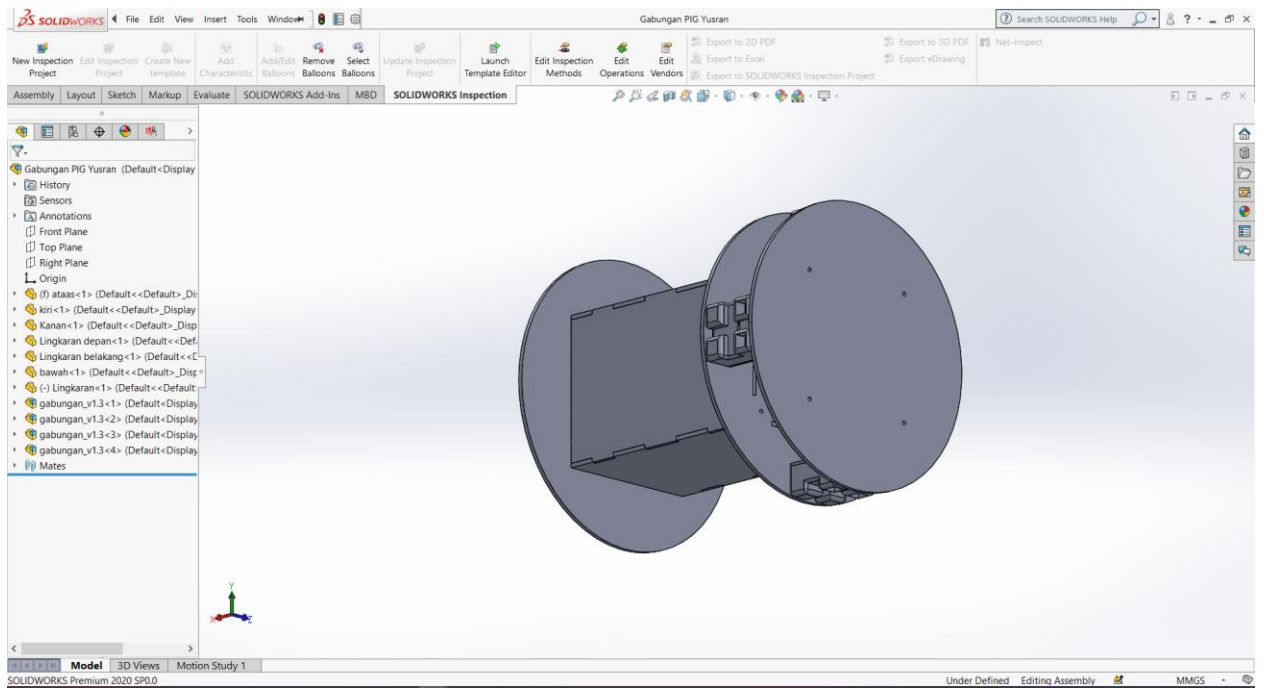 SOLIDWORKS File Edit View Insert Tools Window Gabungan PIG Yusran Search SOLIDWORKS Help
New Inspection Project
Edit Inspection Project
Create New template
Add Characteristic
Add/Edit Balloons
Remove Balloons
Select Balloons
Update Inspection Project
Launch Template Editor
Edit Inspection Methods
Edit Operations
Edit Vendors
Export to 2D PDF
Export to Excel
Export to SOLIDWORKS Inspection Project
Export to 3D PDF
Export eDrawing
Net-Inspect
Assembly Layout Sketch Markup Evaluate SOLIDWORKS Add-Ins MBD SOLIDWORKS Inspection
Gabungan PIG Yusran (Default<Display
History
Sensors
Annotations
Front Plane
Top Plane
Right Plane
Origin
(f) ataas<1> (Default<<Default>_Di
kiri<1> (Default<<Default>_Display
Kanan<1> (Default<<Default>_Disp
Lingkaran depan<1> (Default<<Def
Lingkaran belakang<1> (Default<<
bawah<1> (Default<<Default>_Disp
(-) Lingkaran<1> (Default<<Default
gabungan_v1.3<1> (Default<Display
gabungan_v1.3<2> (Default<Display
gabungan_v1.3<3> (Default<Display
gabungan_v1.3<4> (Default<Display
Mates
Y
X Z
Model 3D Views Motion Study 1
SOLIDWORKS Premium 2020 SP0.0 Under Defined Editing Assembly MMGS